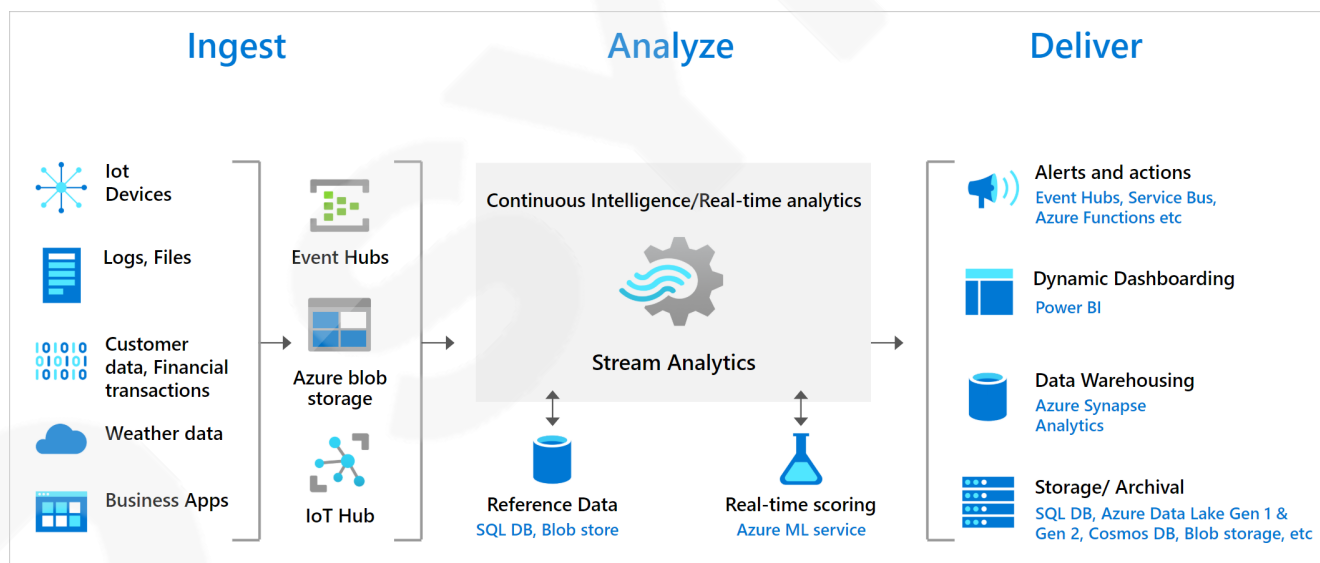 Ingest
Analyze
Deliver
Iot
Devices
Logs, Files
Customer
data, Financial
transactions
Weather data
Business Apps
Event Hubs
Azure blob
storage
IoT Hub
Continuous Intelligence/Real-time analytics
Stream Analytics
Reference Data
SQL DB, Blob store
Real-time scoring
Azure ML service
Alerts and actions
Event Hubs, Service Bus,
Azure Functions etc
Dynamic Dashboarding
Power BI
Data Warehousing
Azure Synapse
Analytics
Storage/ Archival
SQL DB, Azure Data Lake Gen 1 &
Gen 2, Cosmos DB, Blob storage, etc